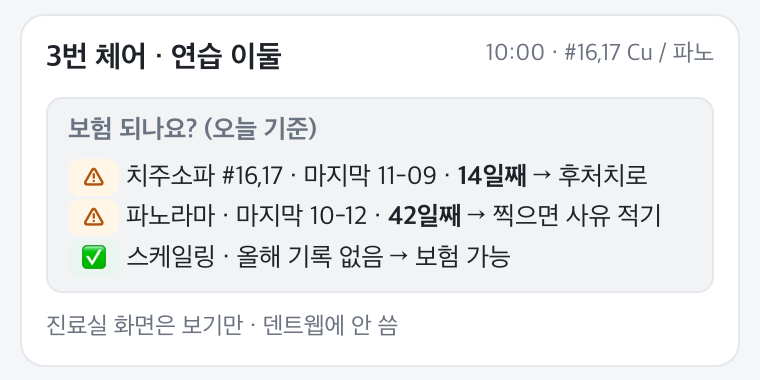 3번 체어 · 연습 이둘
10:00 · #16,17 Cu / 파노
보험 되나요? (오늘 기준)
⚠ 치주소파 #16,17 · 마지막 11-09 · 14일째 → 후처치로
⚠ 파노라마 · 마지막 10-12 · 42일째 → 찍으면 사유 적기
✅ 스케일링 · 올해 기록 없음 → 보험 가능
진료실 화면은 보기만 · 덴트웹에 안 씀